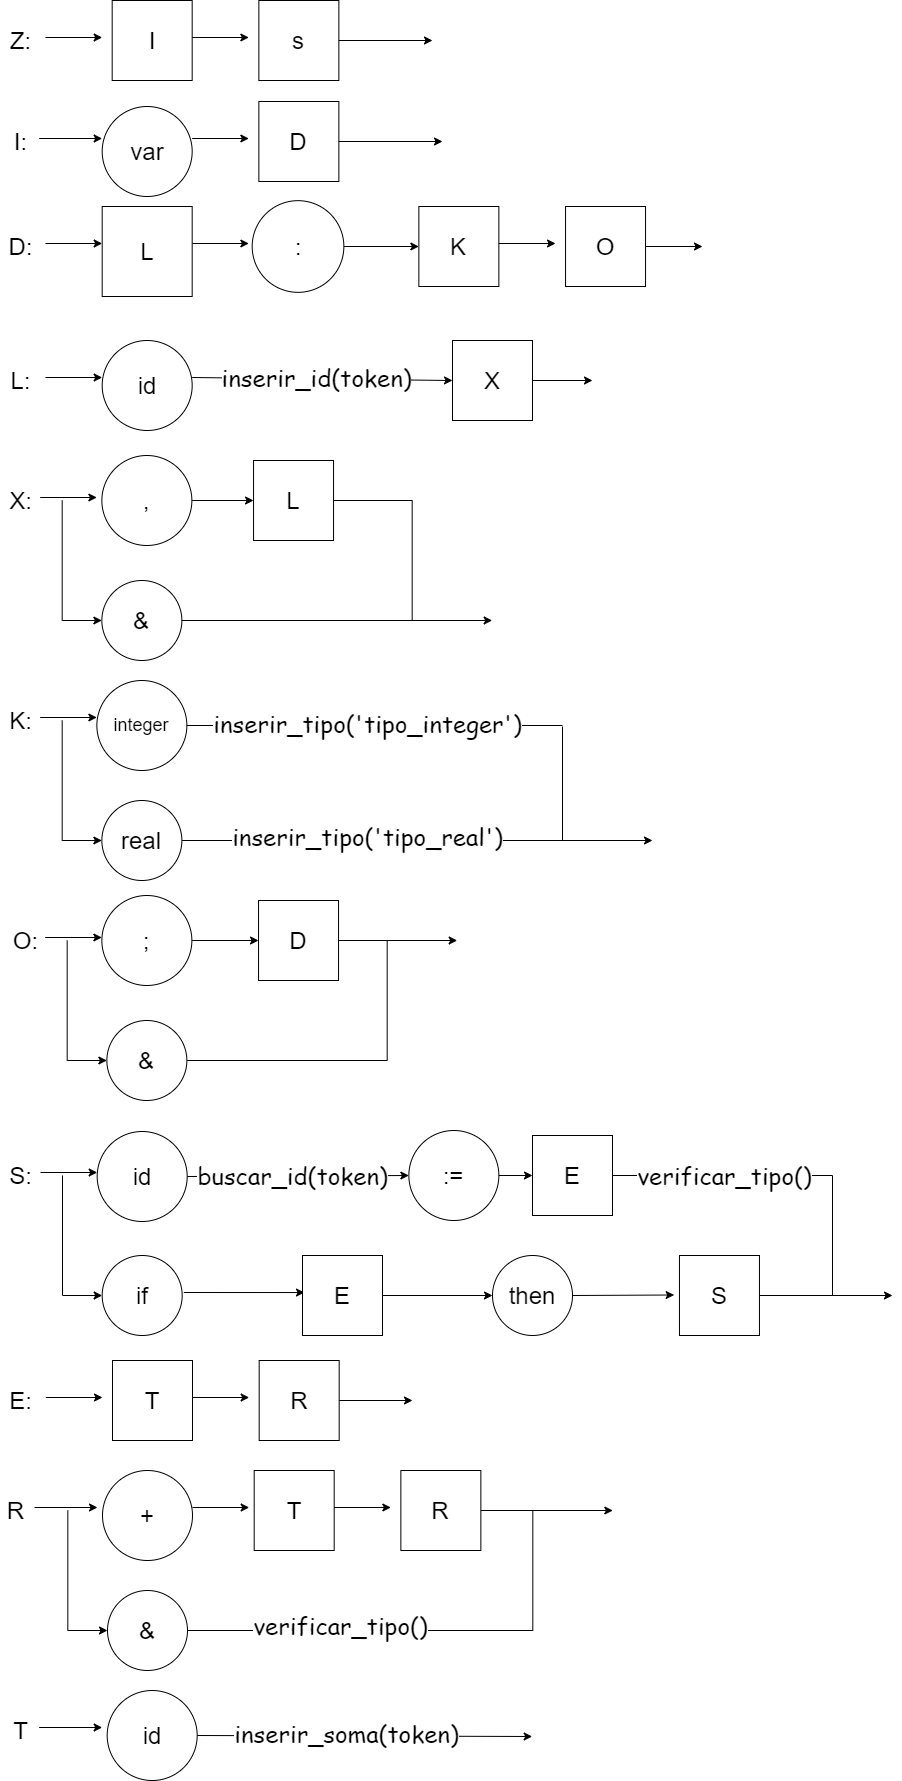 Z: I s
I: var D
D: L : K O
L: id inserir_id(token) X
X: , L
&
K: integer inserir_tipo('tipo_integer')
real inserir_tipo('tipo_real')
O: ; D
&
S: id buscar_id(token) := E verificar_tipo()
if E then S
E: T R
R + T R
& verificar_tipo()
T id inserir_soma(token)